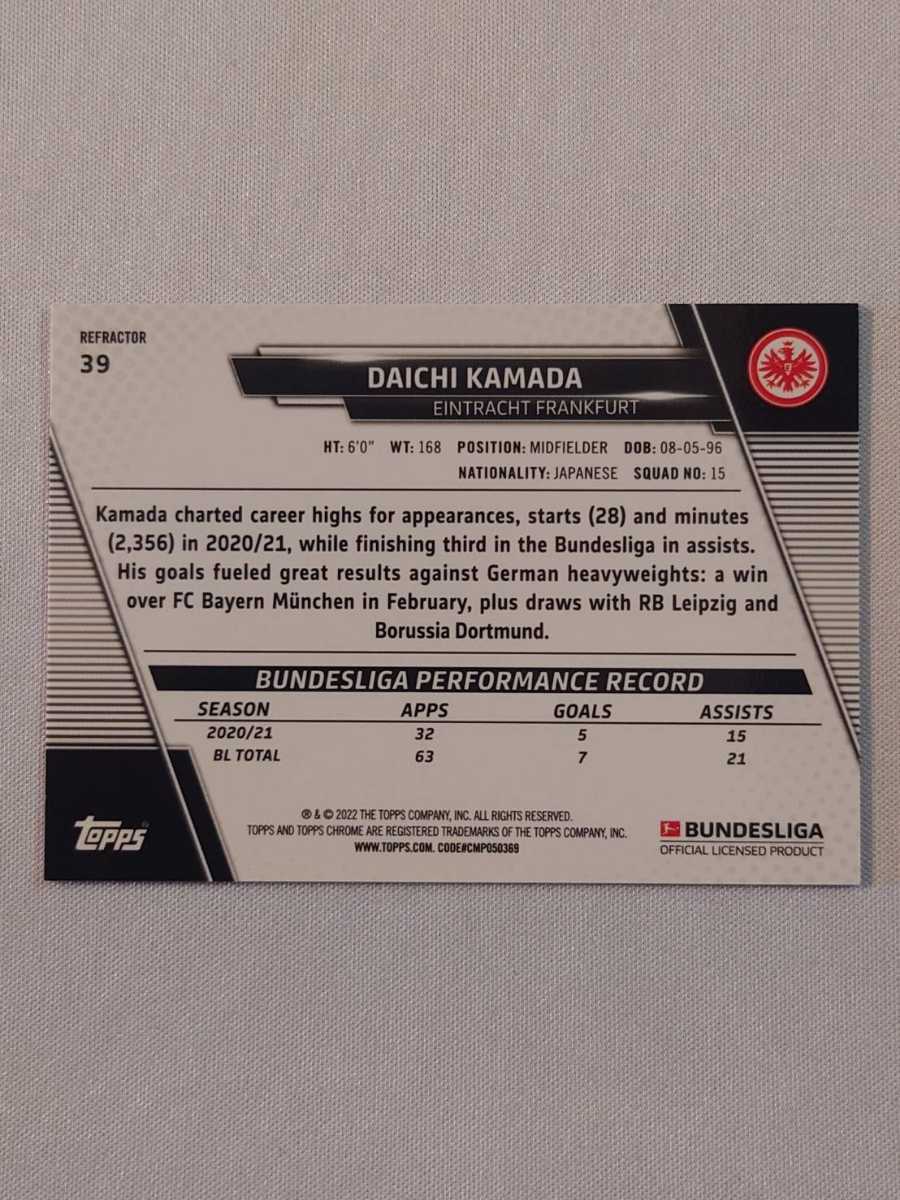 REFRACTOR
39
DAICHI KAMADA
EINTRACHT FRANKFURT
HT: 6'0" WT: 168 POSITION: MIDFIELDER DOB: 08-05-96
NATIONALITY: JAPANESE SQUAD NO: 15
Kamada charted career highs for appearances, starts (28) and minutes
(2,356) in 2020/21, while finishing third in the Bundesliga in assists.
His goals fueled great results against German heavyweights: a win
over FC Bayern München in February, plus draws with RB Leipzig and
Borussia Dortmund.
BUNDESLIGA PERFORMANCE RECORD
SEASON APPS GOALS ASSISTS
2020/21 32 5 15
BL TOTAL 63 7 21
® & © 2022 THE TOPPS COMPANY, INC. ALL RIGHTS RESERVED.
TOPPS AND TOPPS CHROME ARE REGISTERED TRADEMARKS OF THE TOPPS COMPANY, INC.
WWW.TOPPS.COM. CODE#CMP050369
Topps®
BUNDESLIGA
OFFICIAL LICENSED PRODUCT